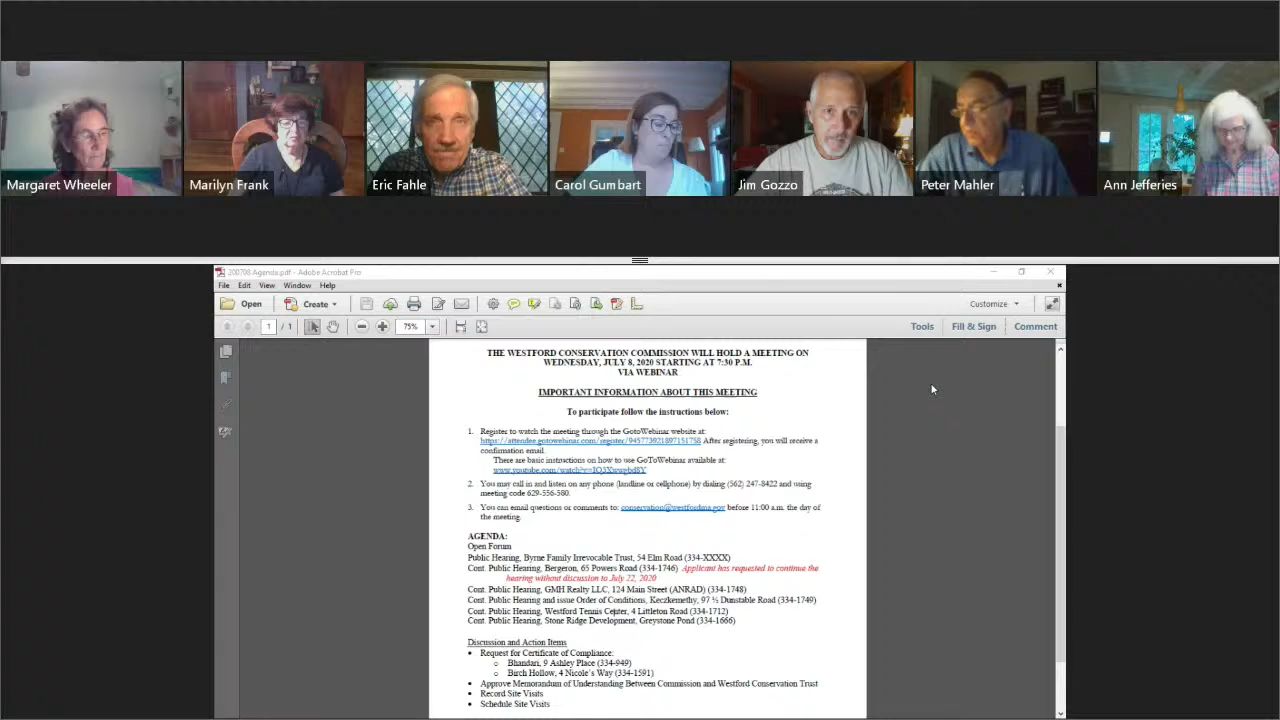 Margaret Wheeler
Marilyn Frank
Eric Fahle
Carol Gumbart
Jim Gozzo
Peter Mahler
Ann Jefferies
200708 Agenda.pdf - Adobe Acrobat Pro
File Edit View Window Help
Open Create Customize
1 / 1 75% Tools Fill & Sign Comment
THE WESTFORD CONSERVATION COMMISSION WILL HOLD A MEETING ON
WEDNESDAY, JULY 8, 2020 STARTING AT 7:30 P.M.
VIA WEBINAR
IMPORTANT INFORMATION ABOUT THIS MEETING
To participate follow the instructions below:
1. Register to watch the meeting through the GotoWebinar website at:
https://attendee.gotowebinar.com/register/945773921897151758 After registering, you will receive a
confirmation email.
There are basic instructions on how to use GoToWebinar available at:
2. You may call in and listen on any phone (landline or cellphone) by dialing (562) 247-8422 and using
meeting code 629-556-580.
3. You can email questions or comments to: conservation@westfordma.gov before 11:00 a.m. the day of
the meeting.
AGENDA:
Open Forum
Public Hearing, Byrne Family Irrevocable Trust, 54 Elm Road (334-XXXX)
Cont. Public Hearing, Bergeron, 65 Powers Road (334-1746) Applicant has requested to continue the
hearing without discussion to July 22, 2020
Cont. Public Hearing, GMH Realty LLC, 124 Main Street (ANRAD) (334-1748)
Cont. Public Hearing and issue Order of Conditions, Keczkemethy, 97 ½ Dunstable Road (334-1749)
Cont. Public Hearing, Westford Tennis Center, 4 Littleton Road (334-1712)
Cont. Public Hearing, Stone Ridge Development, Greystone Pond (334-1666)
Discussion and Action Items
• Request for Certificate of Compliance:
o Bhandari, 9 Ashley Place (334-949)
o Birch Hollow, 4 Nicole's Way (334-1591)
• Approve Memorandum of Understanding Between Commission and Westford Conservation Trust
• Record Site Visits
• Schedule Site Visits